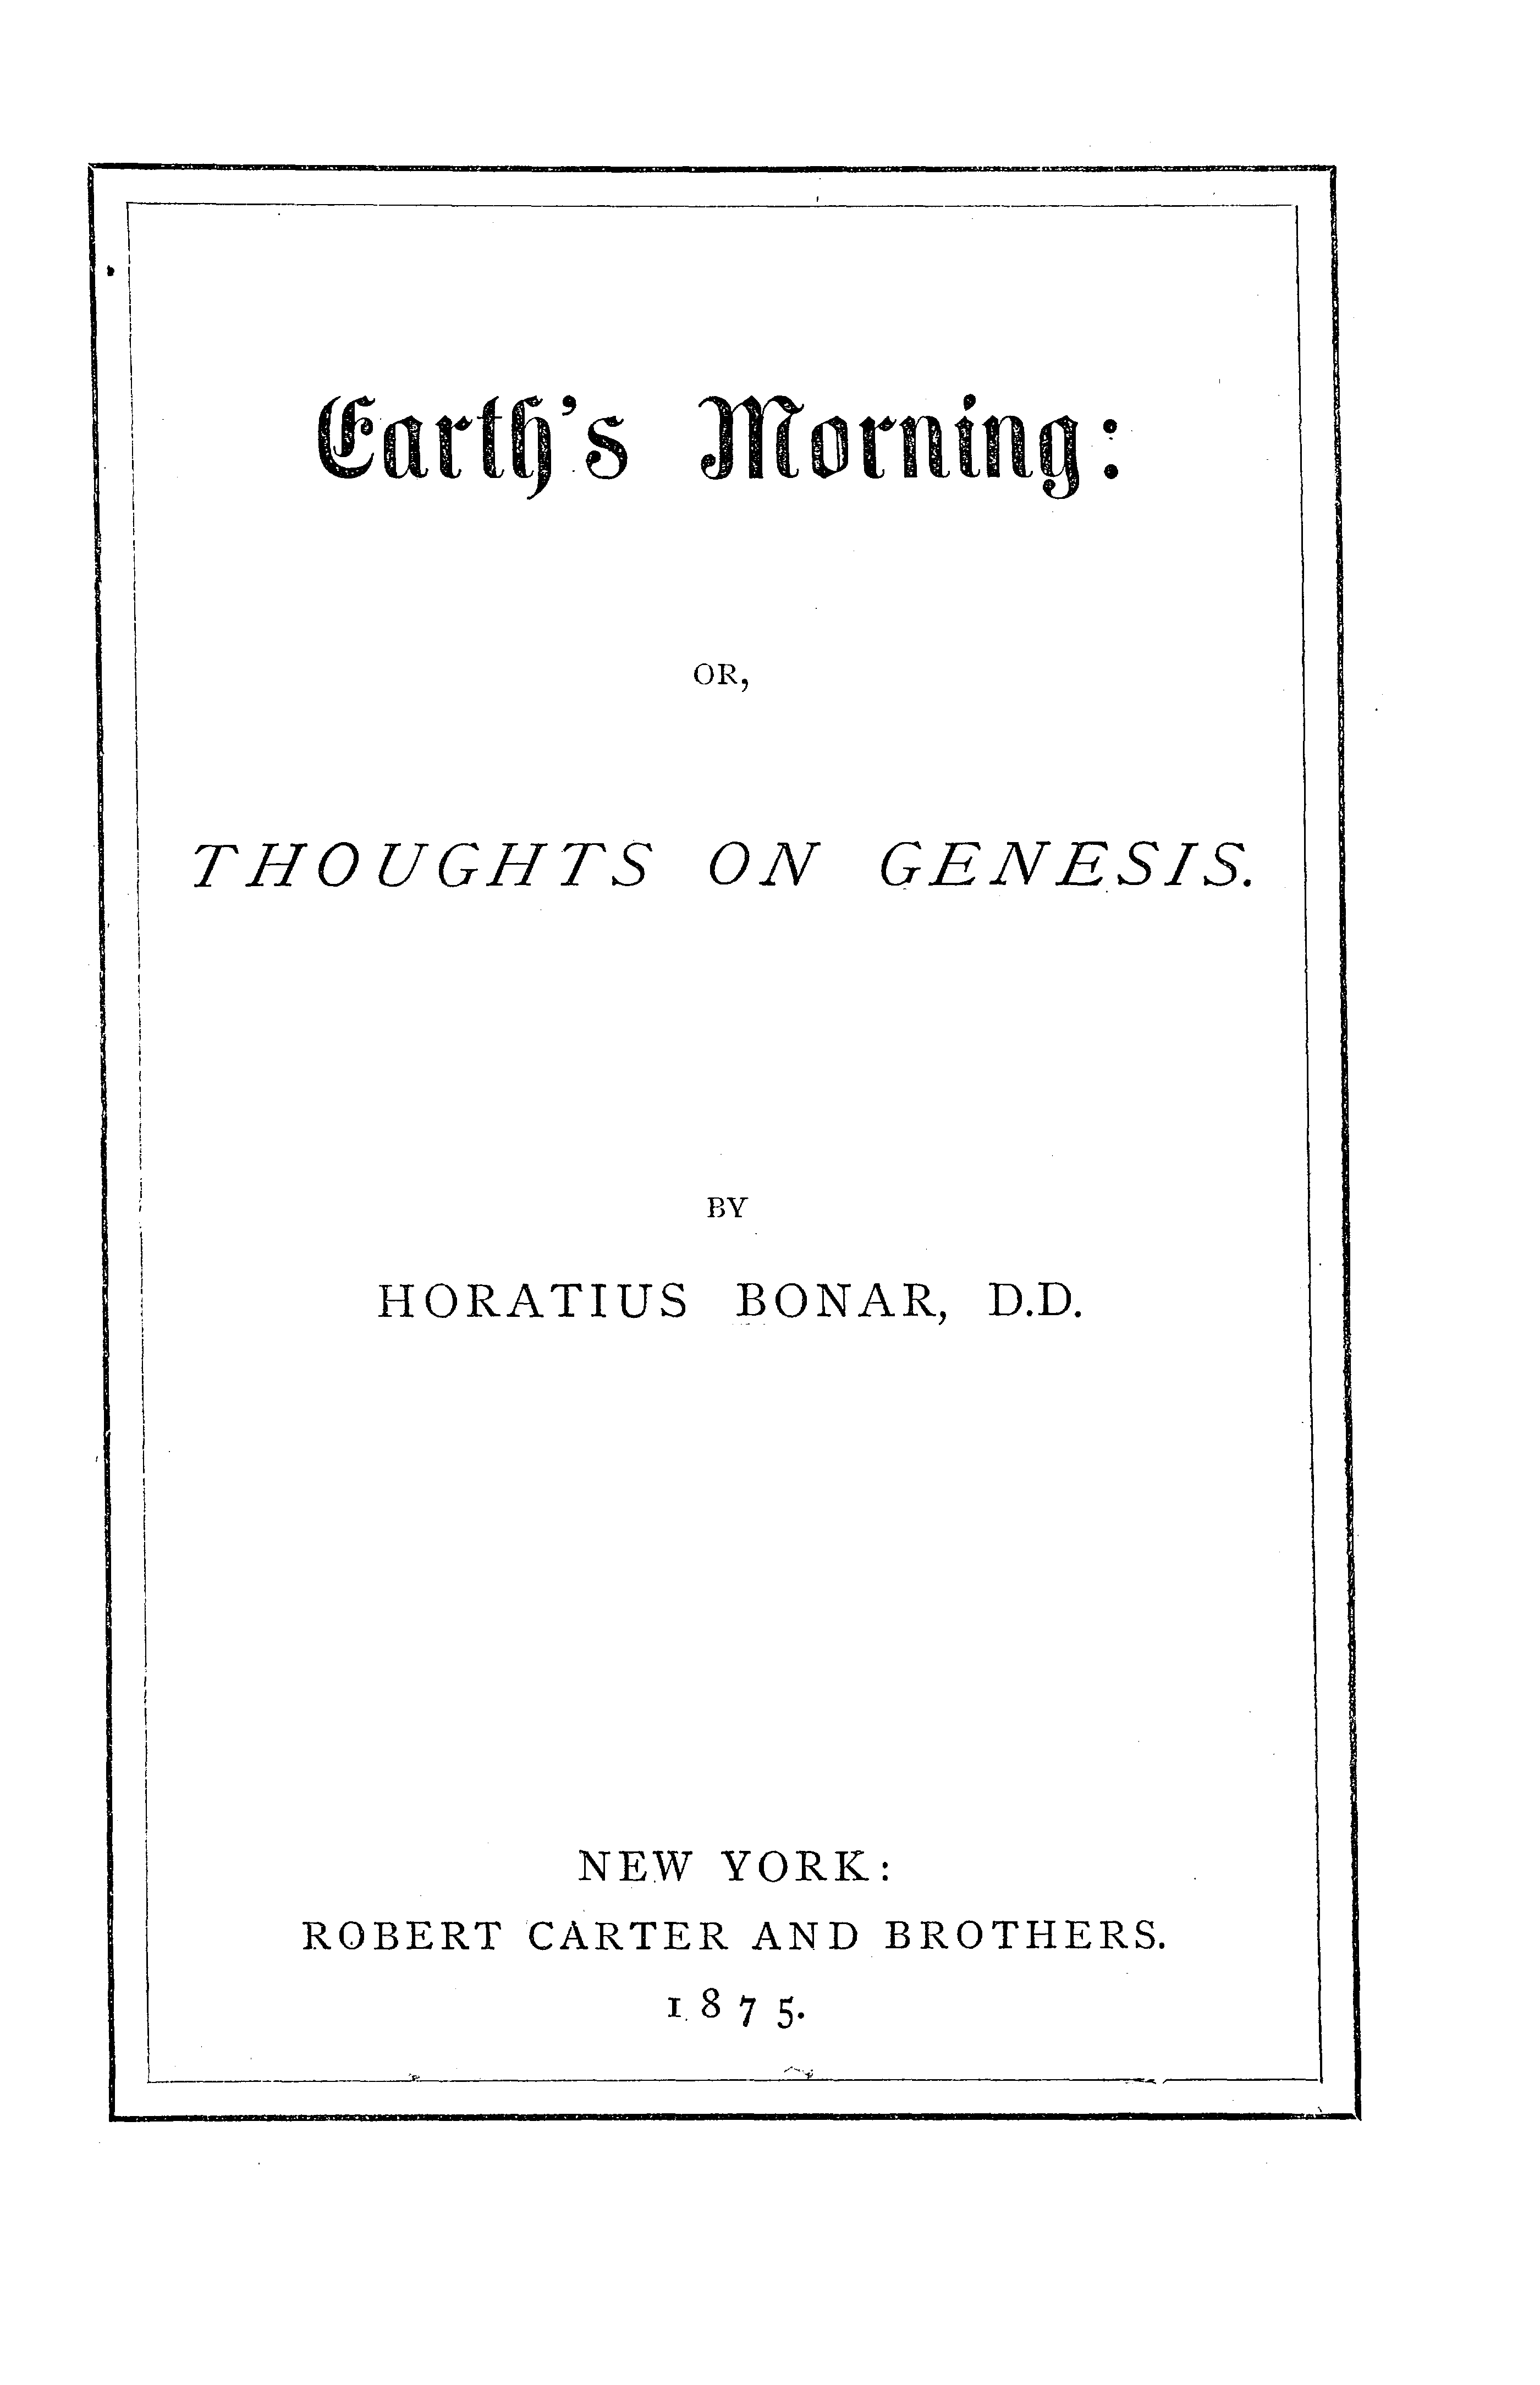 Earth's Morning:
OR,
THOUGHTS ON GENESIS.
BY
HORATIUS BONAR, D.D.
NEW YORK:
ROBERT CARTER AND BROTHERS.
1875.